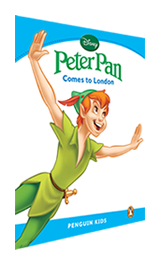 Disney
Peter Pan
Comes to London
PENGUIN KIDS